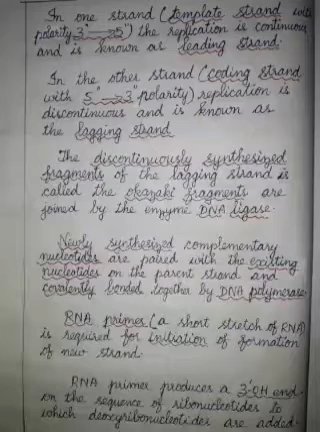 In one strand (template strand with
polarity 3 → 5') the replication is continuous
and is known as leading strand.
In the other strand (coding strand
with 5" → 3" polarity) replication is
discontinuous and is known as
the lagging strand
The discontinuously synthesized
fragments of the lagging strand is
called the okazaki fragments are
joined by the enzyme DNA ligase.
Newly synthesized complementary
nucleotides are paired with the existing
nucleotides on the parent strand and
covalently bonded together by DNA polymerase
RNA primer (a short stretch of RNA)
is required for initiation of formation
of new strand.
RNA primer produces a 3'-OH end
on the sequence of ribonucleotides to
which deoxyribonucleotides are added.